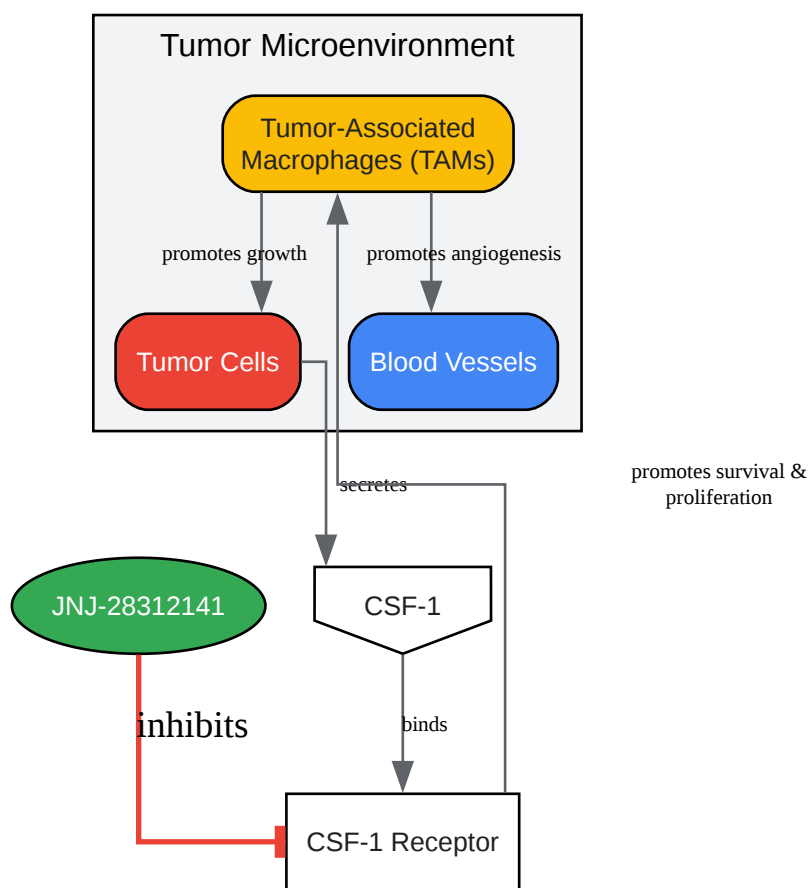 Tumor Microenvironment
Tumor-Associated
Macrophages (TAMs)
promotes growth
promotes angiogenesis
Tumor Cells
Blood Vessels
secretes
promotes survival &
proliferation
JNJ-28312141
CSF-1
inhibits
binds
CSF-1 Receptor